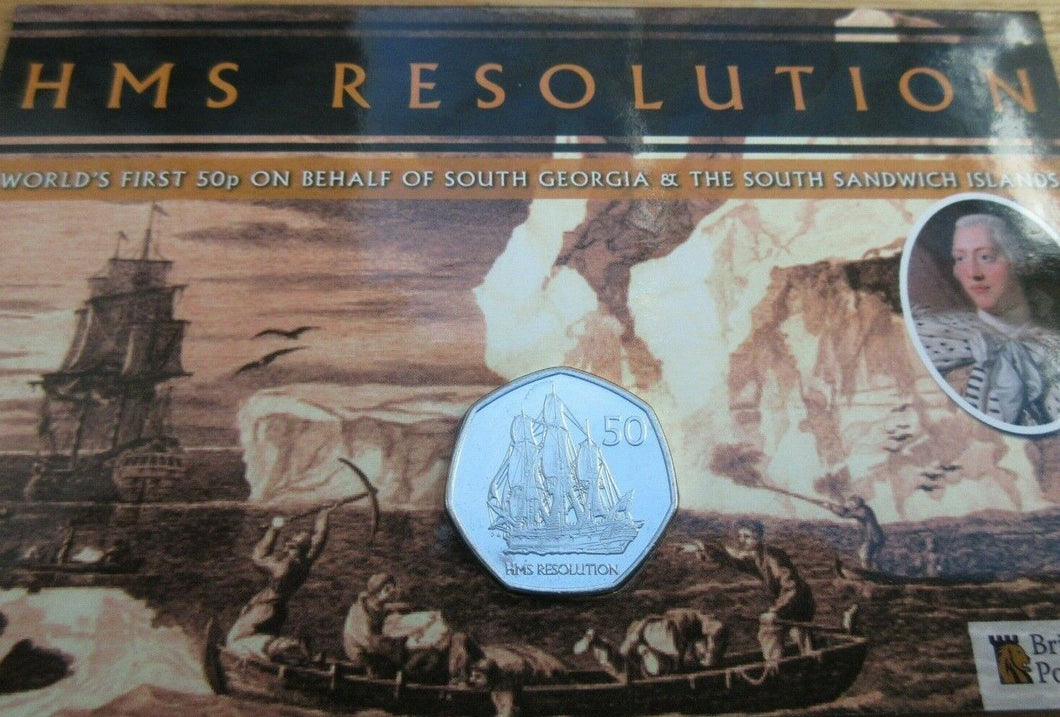 HMS RESOLUTION
WORLD'S FIRST 50p ON BEHALF OF SOUTH GEORGIA & THE SOUTH SANDWICH ISLANDS
50
HMS RESOLUTION